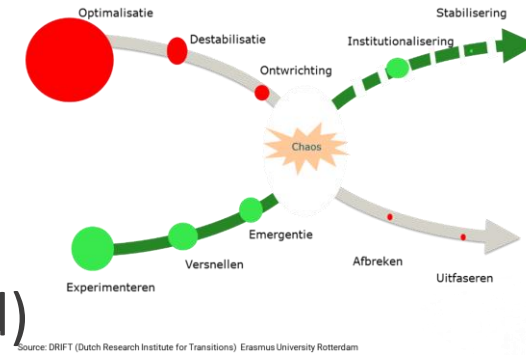 Optimalisatie
Stabilisering
Destabilisatie
Institutionalisering
Ontwrichting
Chaos
Emergentie
Versnellen
Afbreken
Experimenteren
Uitfaseren
)
Source: DRIFT (Dutch Research Institute for Transitions) Erasmus University Rotterdam